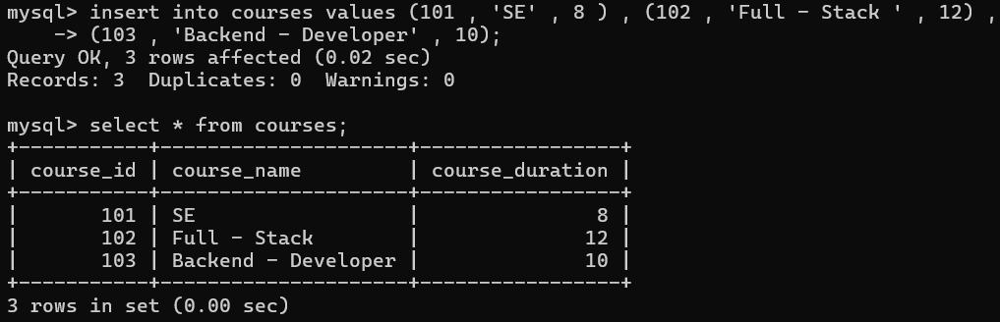 mysql> insert into courses values (101 , 'SE' , 8 ) , (102 , 'Full - Stack ' , 12) ,
    -> (103 , 'Backend - Developer' , 10);
Query OK, 3 rows affected (0.02 sec)
Records: 3  Duplicates: 0  Warnings: 0

mysql> select * from courses;
+-----------+---------------------+-----------------+
| course_id | course_name         | course_duration |
+-----------+---------------------+-----------------+
|       101 | SE                  |               8 |
|       102 | Full - Stack        |              12 |
|       103 | Backend - Developer |              10 |
+-----------+---------------------+-----------------+
3 rows in set (0.00 sec)